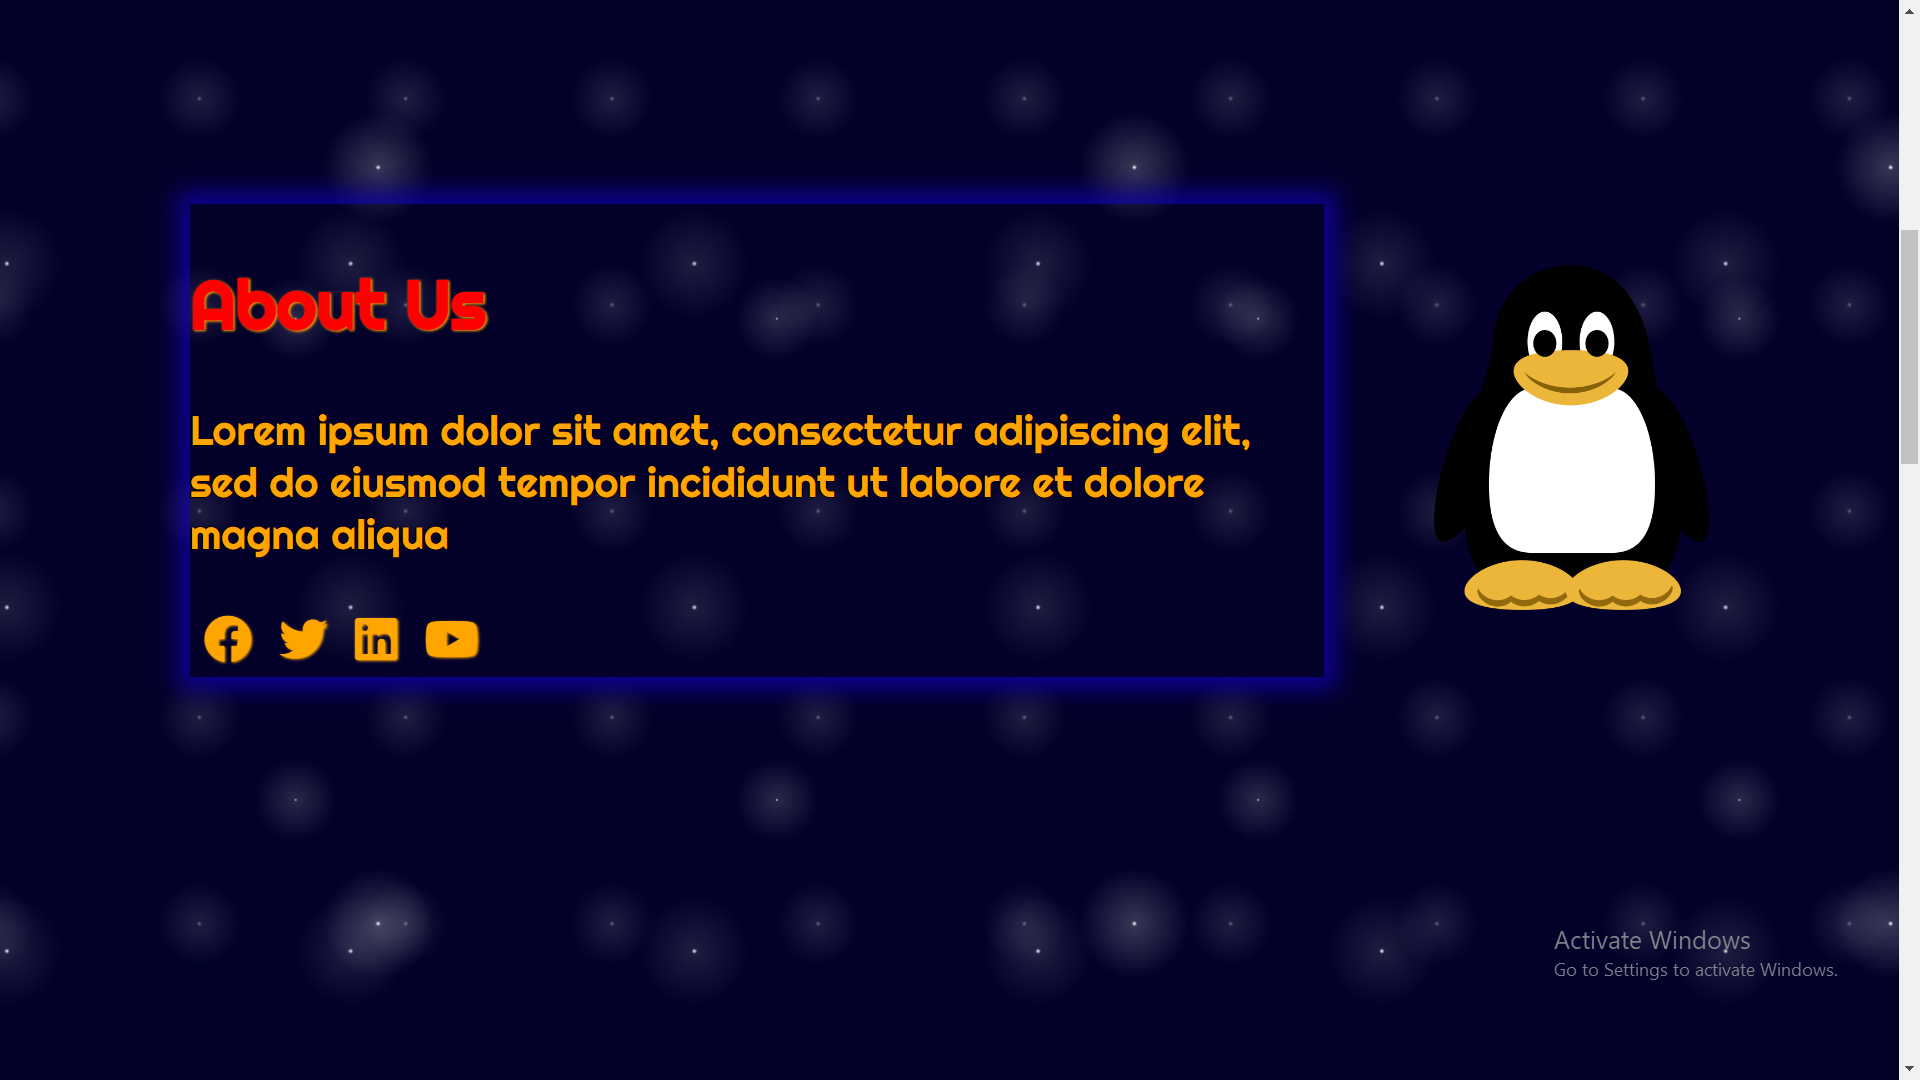 About Us
Lorem ipsum dolor sit amet, consectetur adipiscing elit,
sed do eiusmod tempor incididunt ut labore et dolore
magna aliqua
Activate Windows
Go to Settings to activate Windows.